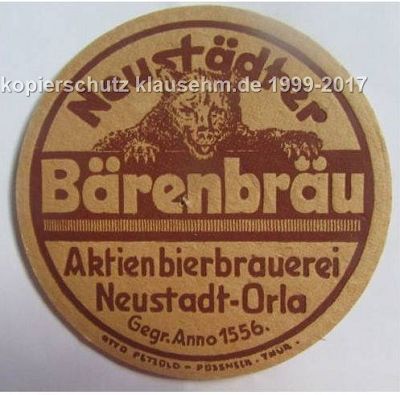 Neustädter
kopierschutz klausehm.de 1999-2017
Bärenbräu
Aktienbierbrauerei
Neustadt-Orla
Gegr. Anno 1556.
OTTO PETZOLD – PÖSSNECK – THÜR.